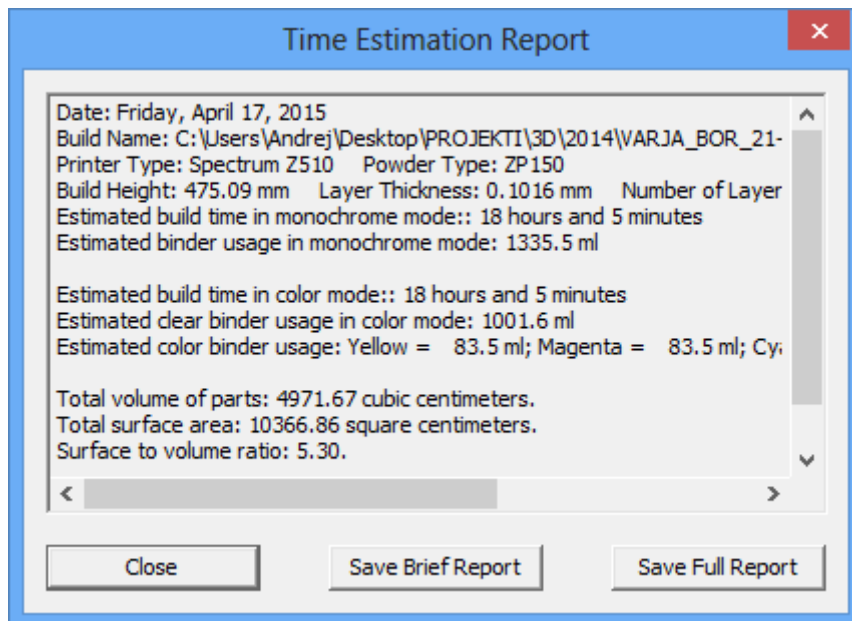 Time Estimation Report
Date: Friday, April 17, 2015
Build Name: C:\Users\Andrej\Desktop\PROJEKTI\3D\2014\VARJA_BOR_21-
Printer Type: Spectrum Z510 Powder Type: ZP150
Build Height: 475.09 mm Layer Thickness: 0.1016 mm Number of Layer
Estimated build time in monochrome mode:: 18 hours and 5 minutes
Estimated binder usage in monochrome mode: 1335.5 ml
Estimated build time in color mode:: 18 hours and 5 minutes
Estimated clear binder usage in color mode: 1001.6 ml
Estimated color binder usage: Yellow = 83.5 ml; Magenta = 83.5 ml; Cy
Total volume of parts: 4971.67 cubic centimeters.
Total surface area: 10366.86 square centimeters.
Surface to volume ratio: 5.30.
Close Save Brief Report Save Full Report